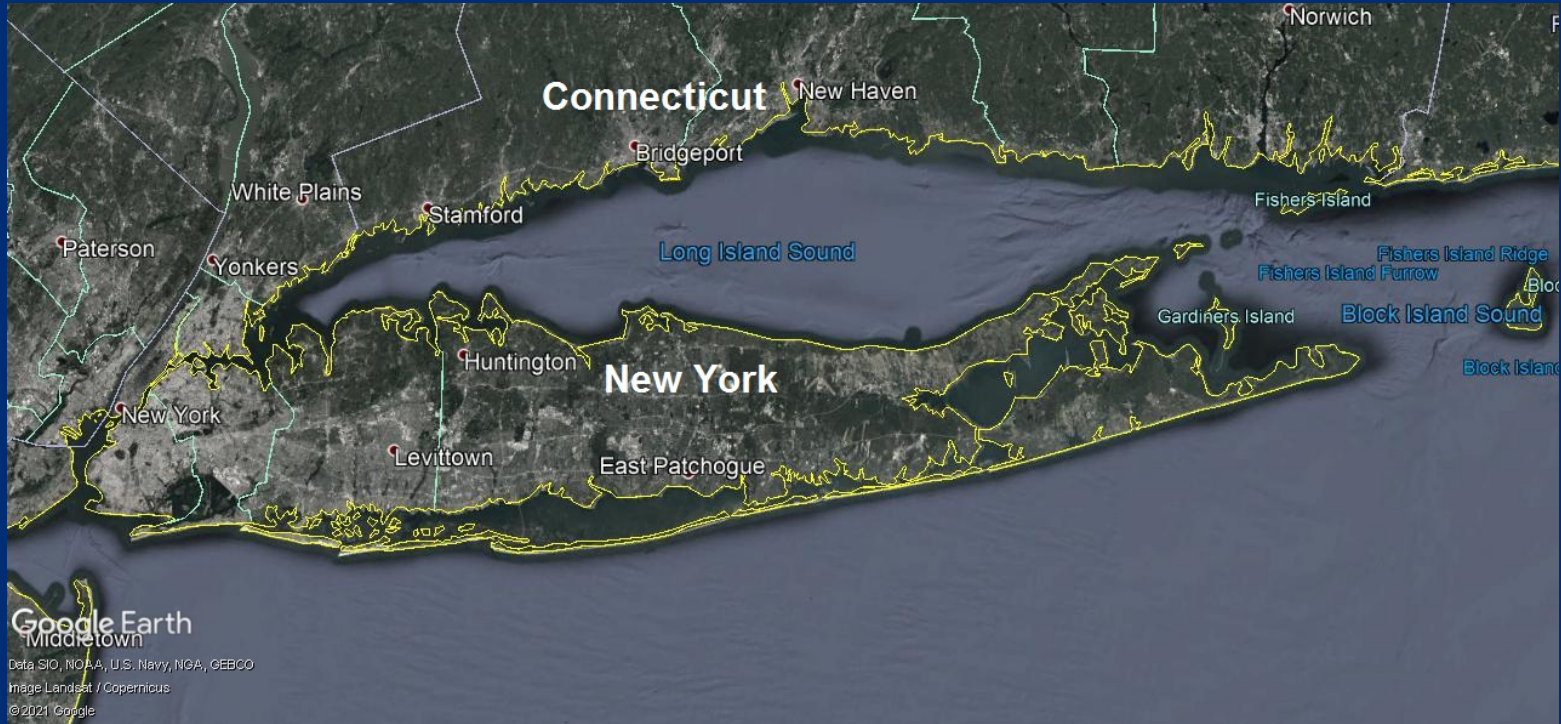 Norwich
Connecticut
New Haven
Bridgeport
White Plains
Stamford
Fishers Island
Paterson
Yonkers
Long Island Sound
Fishers Island Ridge
Fishers Island Furrow
Gardiners Island
Block Island Sound
Huntington
New York
Block Island
New York
Levittown
East Patchogue
Google Earth
Middletown
Data SIO, NOAA, U.S. Navy, NGA, GEBCO
Image Landsat / Copernicus
©2021 Google